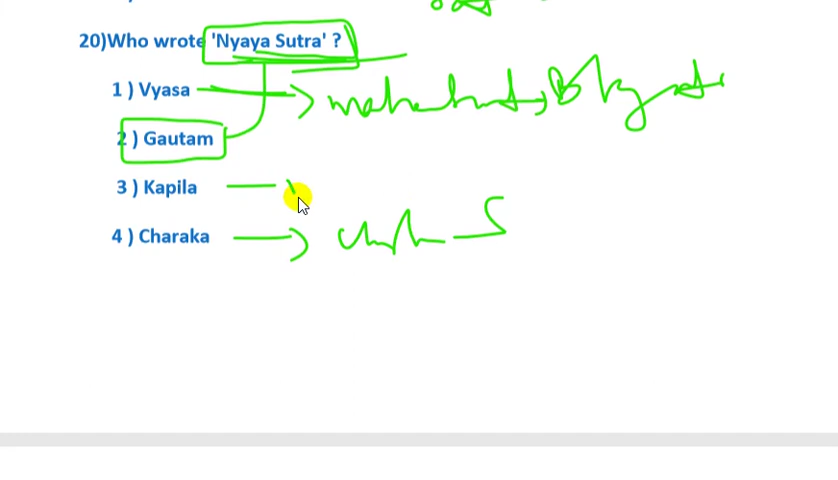 20)Who wrote 'Nyaya Sutra' ?
1 ) Vyasa
2 ) Gautam
3 ) Kapila
4 ) Charaka